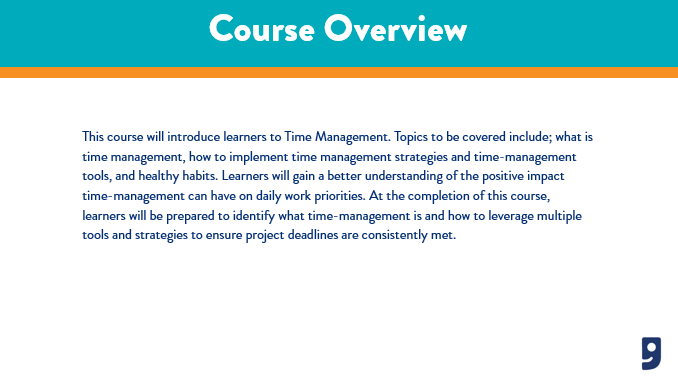 Course Overview
This course will introduce learners to Time Management. Topics to be covered include; what is
time management, how to implement time management strategies and time-management
tools, and healthy habits. Learners will gain a better understanding of the positive impact
time-management can have on daily work priorities. At the completion of this course,
learners will be prepared to identify what time-management is and how to leverage multiple
tools and strategies to ensure project deadlines are consistently met.